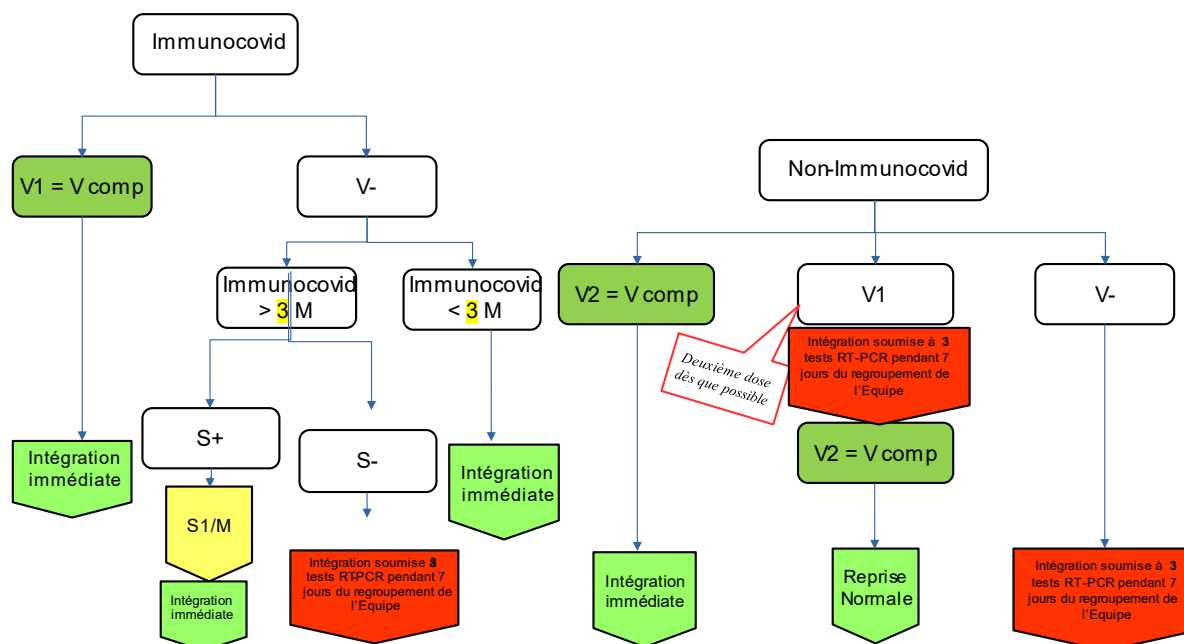 Immunocovid
V1 = V comp
V-
Immunocovid
> 3 M
Immunocovid
< 3 M
S+
S-
Intégration
immédiate
S1/M
Intégration
immédiate
Intégration soumise à 3
tests RT-PCR pendant 7
jours du regroupement de
l'Equipe
Intégration
immédiate
Non-Immunocovid
V2 = V comp
V1
V-
Deuxième dose
dès que possible
Intégration soumise à 3
tests RT-PCR pendant 7
jours du regroupement de
l'Equipe
V2 = V comp
Intégration
immédiate
Reprise
Normale
Intégration soumise à 3
tests RT-PCR pendant 7
jours du regroupement de
l'Equipe